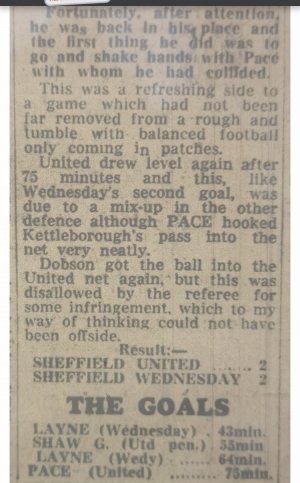 Fortunately, after attention,
he was back in his place and
the first thing he did was to
go and shake hands with Pace
with whom he had collided.
This was a refreshing side to
a game which had not been
far removed from a rough and
tumble with balanced football
only coming in patches.
United drew level again after
75 minutes and this, like
Wednesday's second goal, was
due to a mix-up in the other
defence although PACE hooked
Kettleborough's pass into the
net very neatly.
Dobson got the ball into the
United net again, but this was
disallowed by the referee for
some infringement, which to my
way of thinking could not have
been offside.
Result:—
SHEFFIELD UNITED ...... 2
SHEFFIELD WEDNESDAY 2
THE GOALS
LAYNE (Wednesday) . 43min.
SHAW G. (Utd pen.) 55min
LAYNE (Wedy) ...... 64min.
PACE (United) ......... 75min.